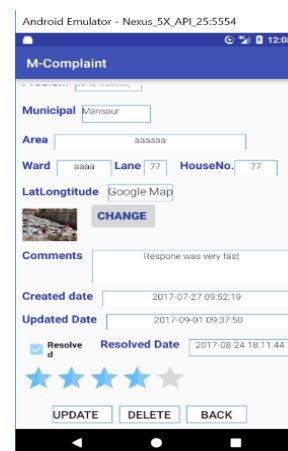 Android Emulator - Nexus_5X_API_25:5554
12:08
M-Complaint
Municipal Mansour
Area aaaaaa
Ward aaaa Lane 77 HouseNo. 77
LatLongtitude Google Map
CHANGE
Comments Respone was very fast
Created date 2017-07-27 09:52:19
Updated Date 2017-09-01 09:37:50
Resolve
d
Resolved Date 2017-08-24 18:11:44
UPDATE DELETE BACK